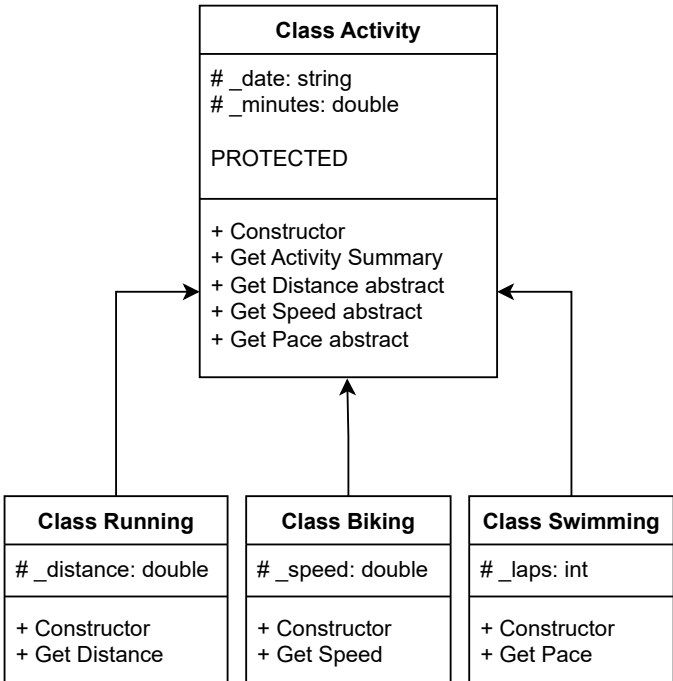 Class Activity
# _date: string
# _minutes: double
PROTECTED
+ Constructor
+ Get Activity Summary
+ Get Distance abstract
+ Get Speed abstract
+ Get Pace abstract
Class Running
# _distance: double
+ Constructor
+ Get Distance
Class Biking
# _speed: double
+ Constructor
+ Get Speed
Class Swimming
# _laps: int
+ Constructor
+ Get Pace